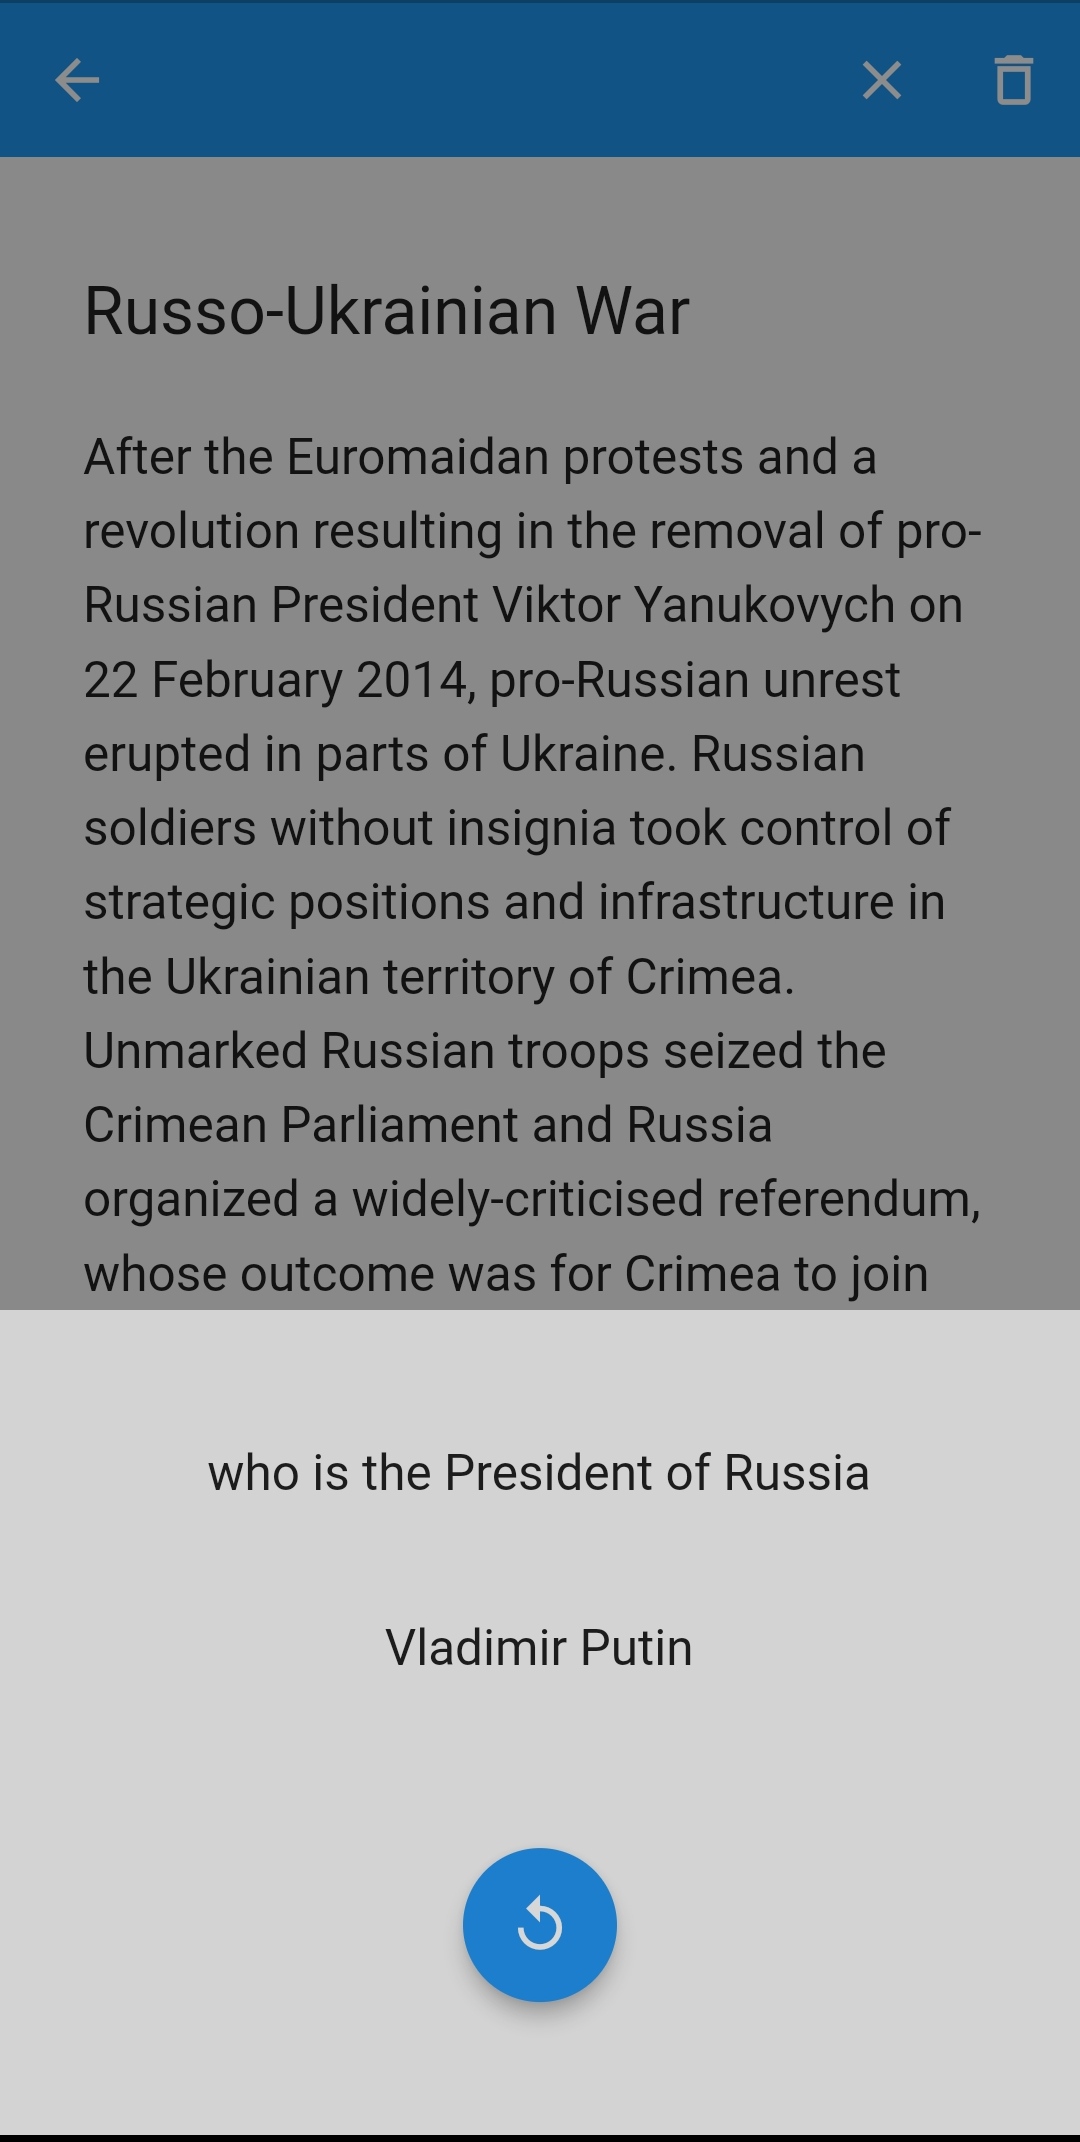 Russo-Ukrainian War
After the Euromaidan protests and a
revolution resulting in the removal of pro-
Russian President Viktor Yanukovych on
22 February 2014, pro-Russian unrest
erupted in parts of Ukraine. Russian
soldiers without insignia took control of
strategic positions and infrastructure in
the Ukrainian territory of Crimea.
Unmarked Russian troops seized the
Crimean Parliament and Russia
organized a widely-criticised referendum,
whose outcome was for Crimea to join
who is the President of Russia
Vladimir Putin